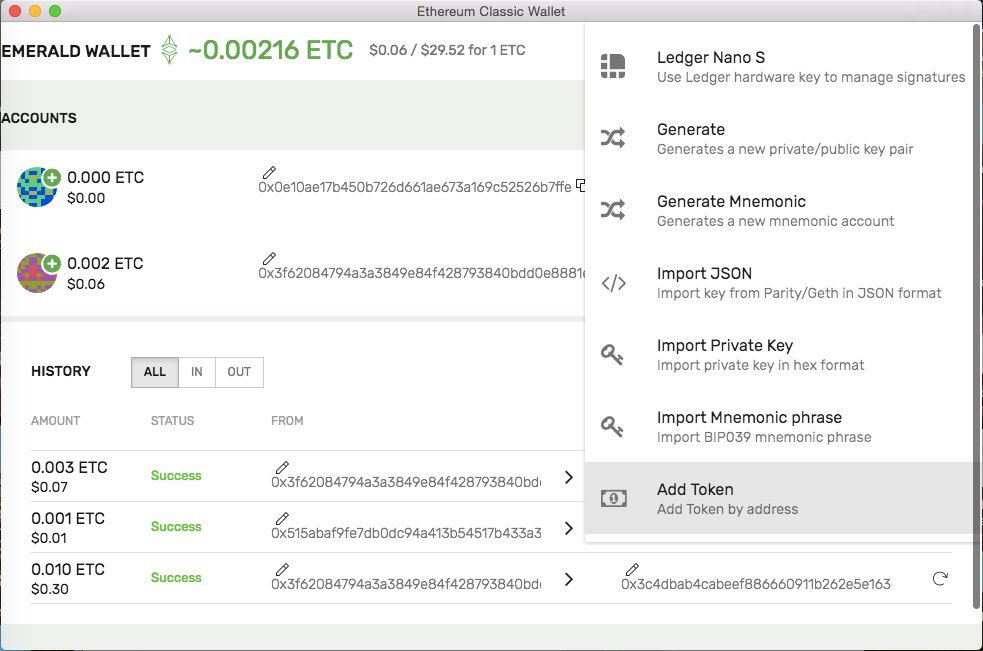 Ethereum Classic Wallet
EMERALD WALLET ~0.00216 ETC $0.06 / $29.52 for 1 ETC
ACCOUNTS
0.000 ETC
$0.00
0x0e10ae17b450b726d661ae673a169c52526b7ffe
0.002 ETC
$0.06
0x3f62084794a3a3849e84f428793840bdd0e8881e
HISTORY ALL IN OUT
AMOUNT STATUS FROM
0.003 ETC
$0.07
Success
0x3f62084794a3a3849e84f428793840bd
0.001 ETC
$0.01
Success
0x515abaf9fe7db0dc94a413b54517b433a3
0.010 ETC
$0.30
Success
0x3f62084794a3a3849e84f428793840bd
0x3c4dbab4cabeef886660911b262e5e163
Ledger Nano S
Use Ledger hardware key to manage signatures
Generate
Generates a new private/public key pair
Generate Mnemonic
Generates a new mnemonic account
Import JSON
Import key from Parity/Geth in JSON format
Import Private Key
Import private key in hex format
Import Mnemonic phrase
Import BIP039 mnemonic phrase
Add Token
Add Token by address